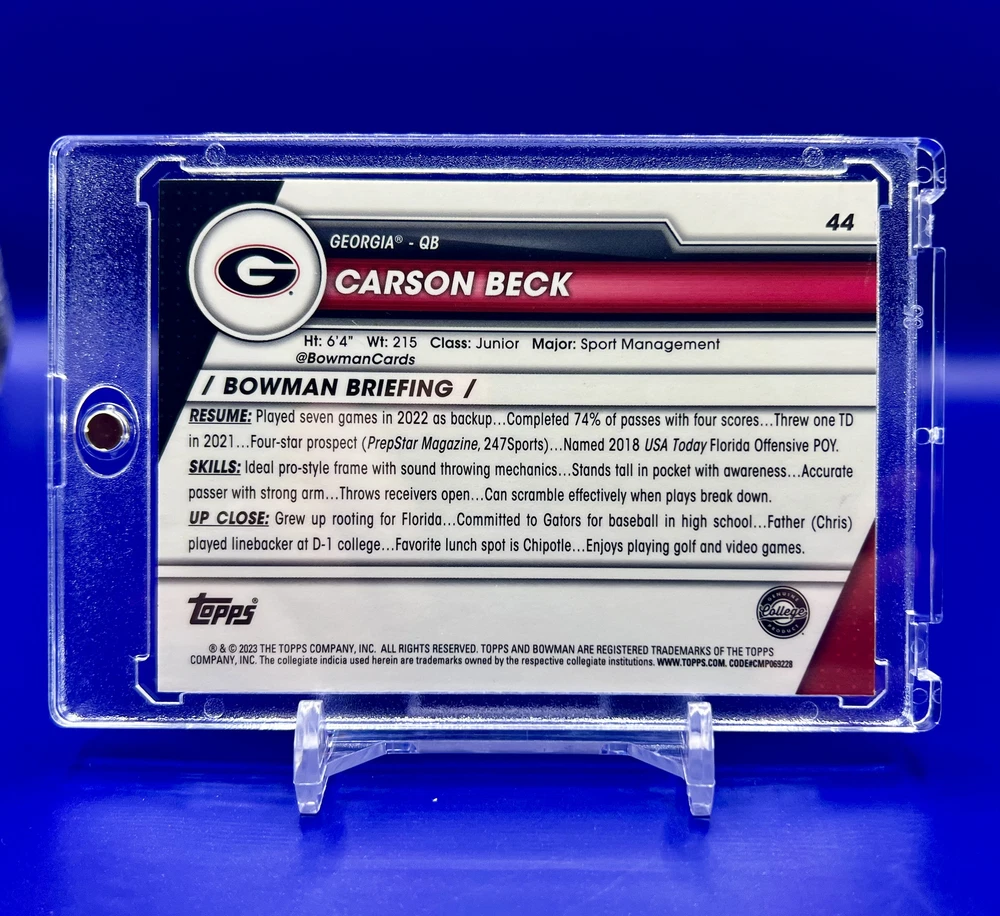 44
GEORGIA® - QB
G
CARSON BECK
Ht: 6'4" Wt: 215 Class: Junior Major: Sport Management
@BowmanCards
/ BOWMAN BRIEFING /
RESUME: Played seven games in 2022 as backup...Completed 74% of passes with four scores...Threw one TD
in 2021...Four-star prospect (PrepStar Magazine, 247Sports)...Named 2018 USA Today Florida Offensive POY.
SKILLS: Ideal pro-style frame with sound throwing mechanics...Stands tall in pocket with awareness...Accurate
passer with strong arm...Throws receivers open...Can scramble effectively when plays break down.
UP CLOSE: Grew up rooting for Florida...Committed to Gators for baseball in high school...Father (Chris)
played linebacker at D-1 college...Favorite lunch spot is Chipotle...Enjoys playing golf and video games.
TOPPS®
GENUINE
College
PRODUCT
® & © 2023 THE TOPPS COMPANY, INC. ALL RIGHTS RESERVED. TOPPS AND BOWMAN ARE REGISTERED TRADEMARKS OF THE TOPPS
COMPANY, INC. The collegiate indicia used herein are trademarks owned by the respective collegiate institutions. WWW.TOPPS.COM. CODE#CMP069228